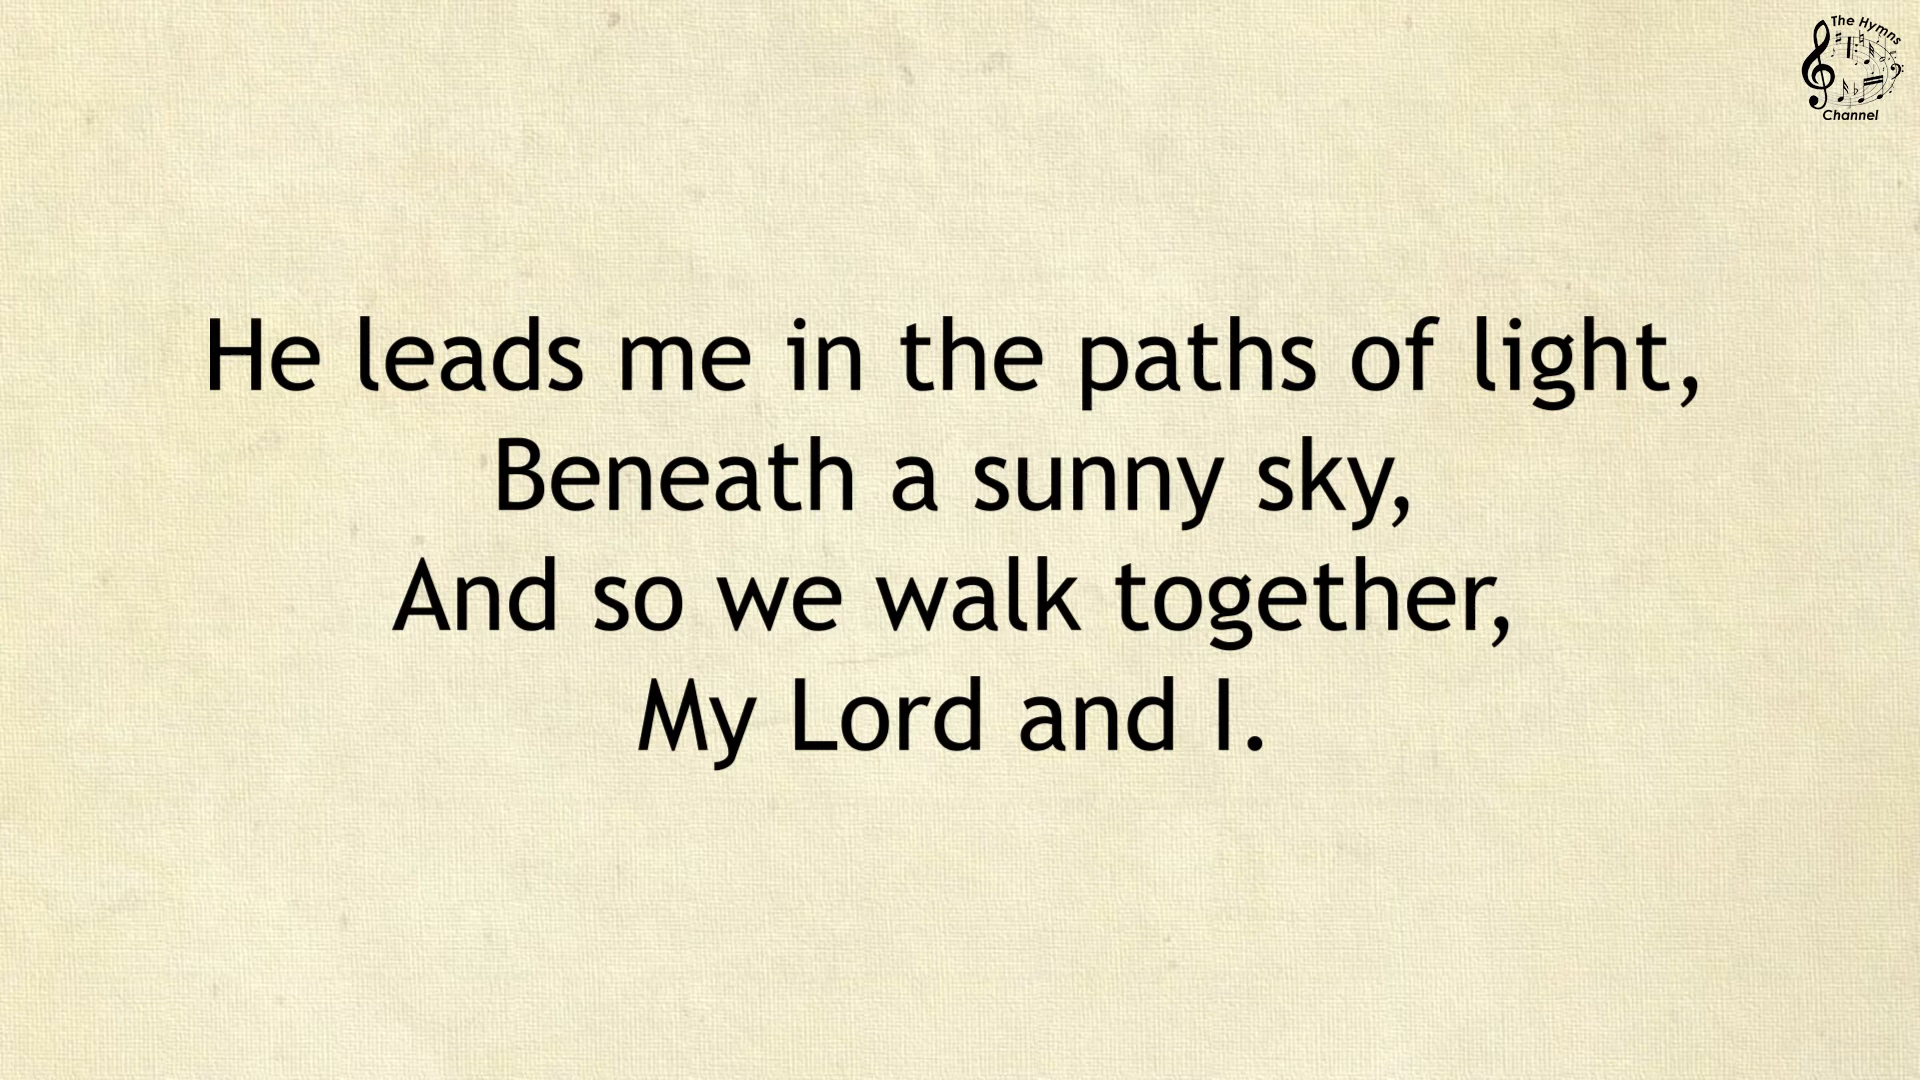 The Hymns
Channel
He leads me in the paths of light,
Beneath a sunny sky,
And so we walk together,
My Lord and I.